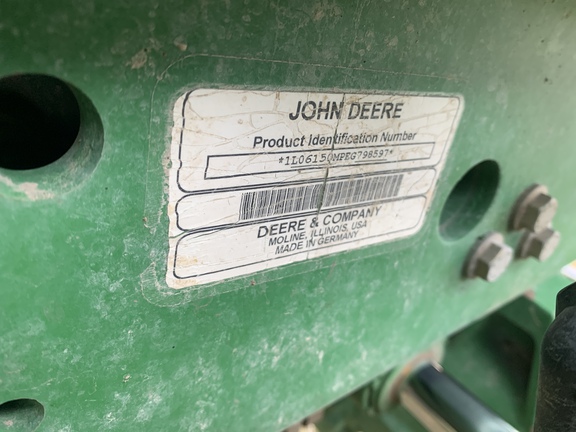 JOHN DEERE
Product Identification Number
*1L06150MPEG798597*
DEERE & COMPANY
MOLINE, ILLINOIS, USA
MADE IN GERMANY